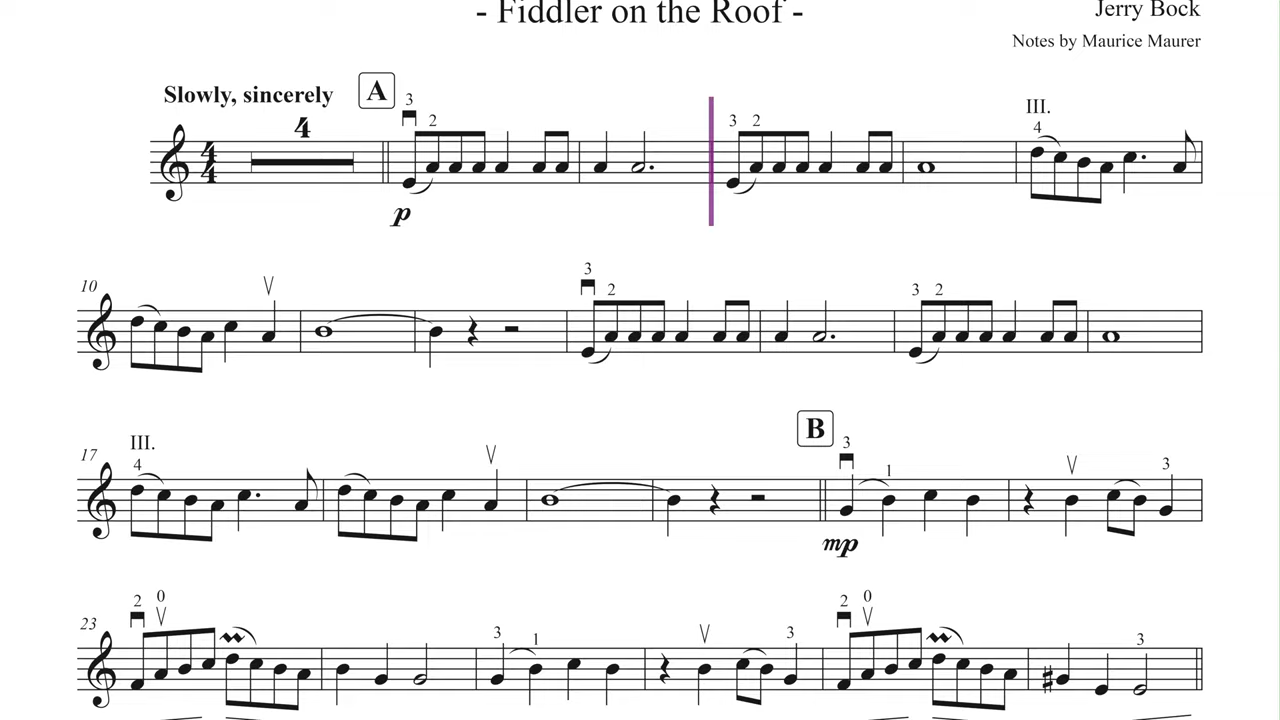 - Fiddler on the Roof -
Jerry Bock
Notes by Maurice Maurer
Slowly, sincerely A
4
3 2 3 2 III. 4
4/4
p
10 3 2 3 2
B
17 III. 4 3 1 3
mp
23 2 0 3 1 3 2 0 3